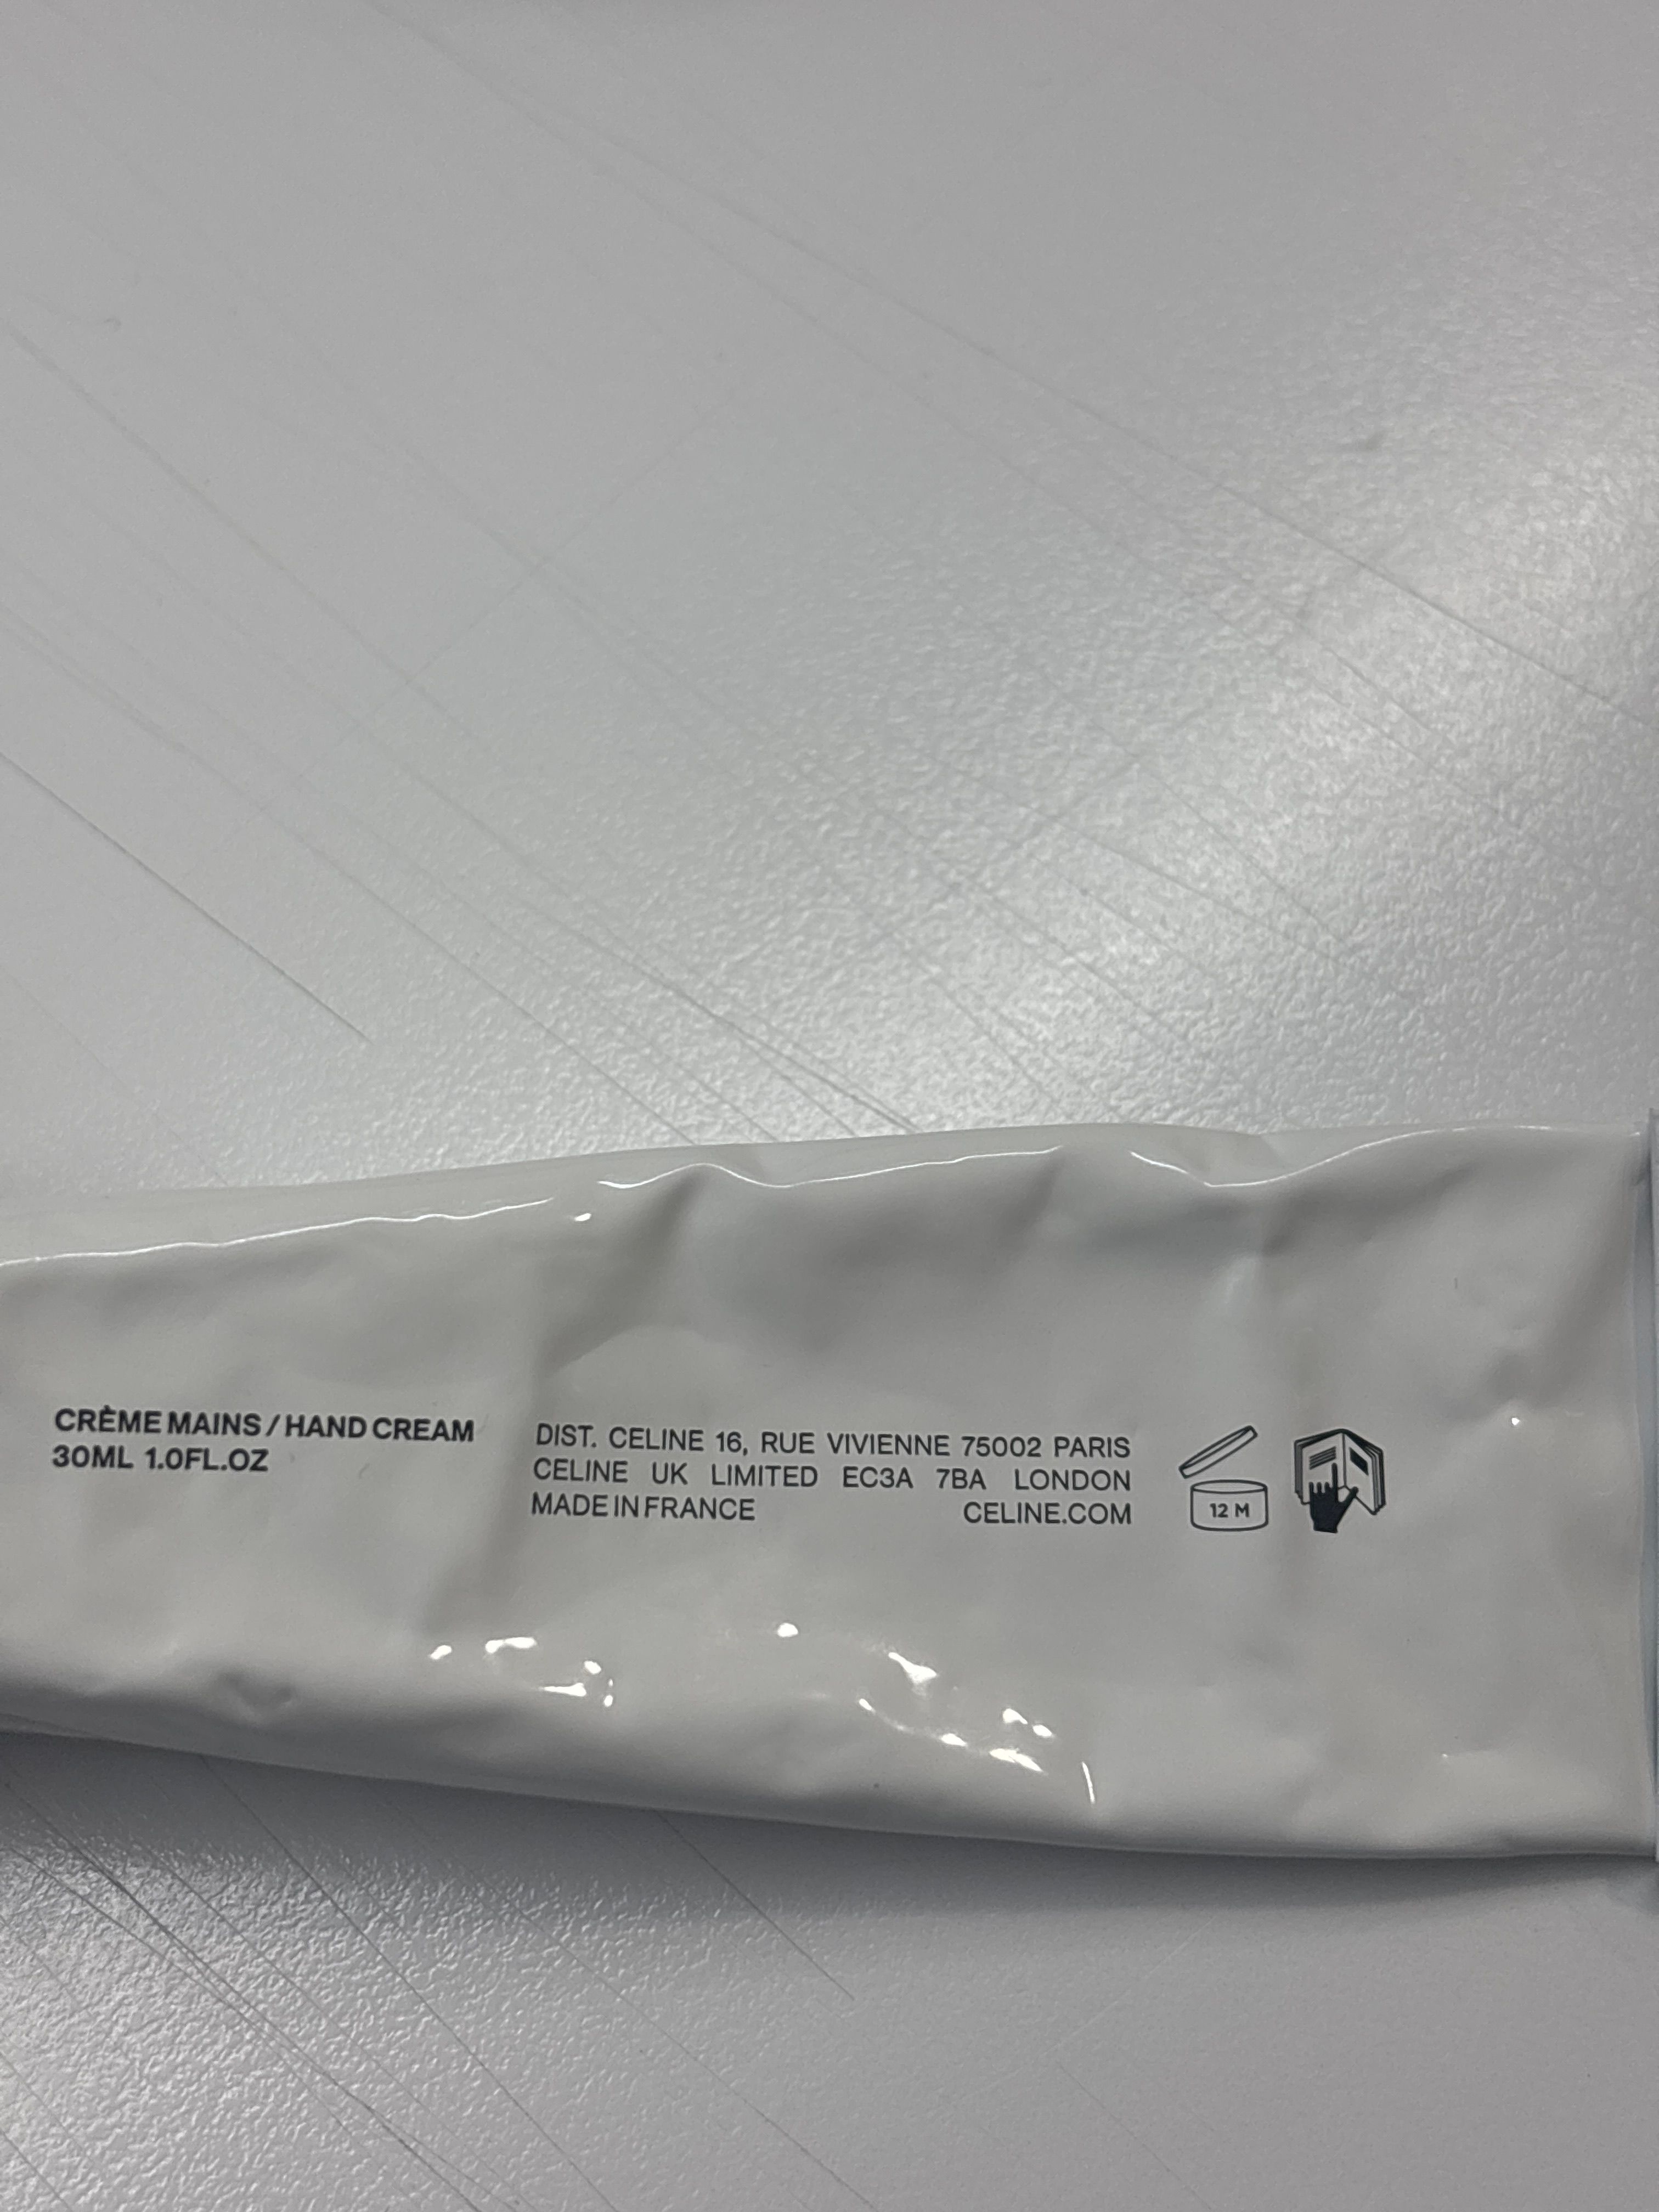 CRÈME MAINS / HAND CREAM
30ML 1.0FL.OZ
DIST. CELINE 16, RUE VIVIENNE 75002 PARIS
CELINE UK LIMITED EC3A 7BA LONDON
MADE IN FRANCE CELINE.COM
12 M